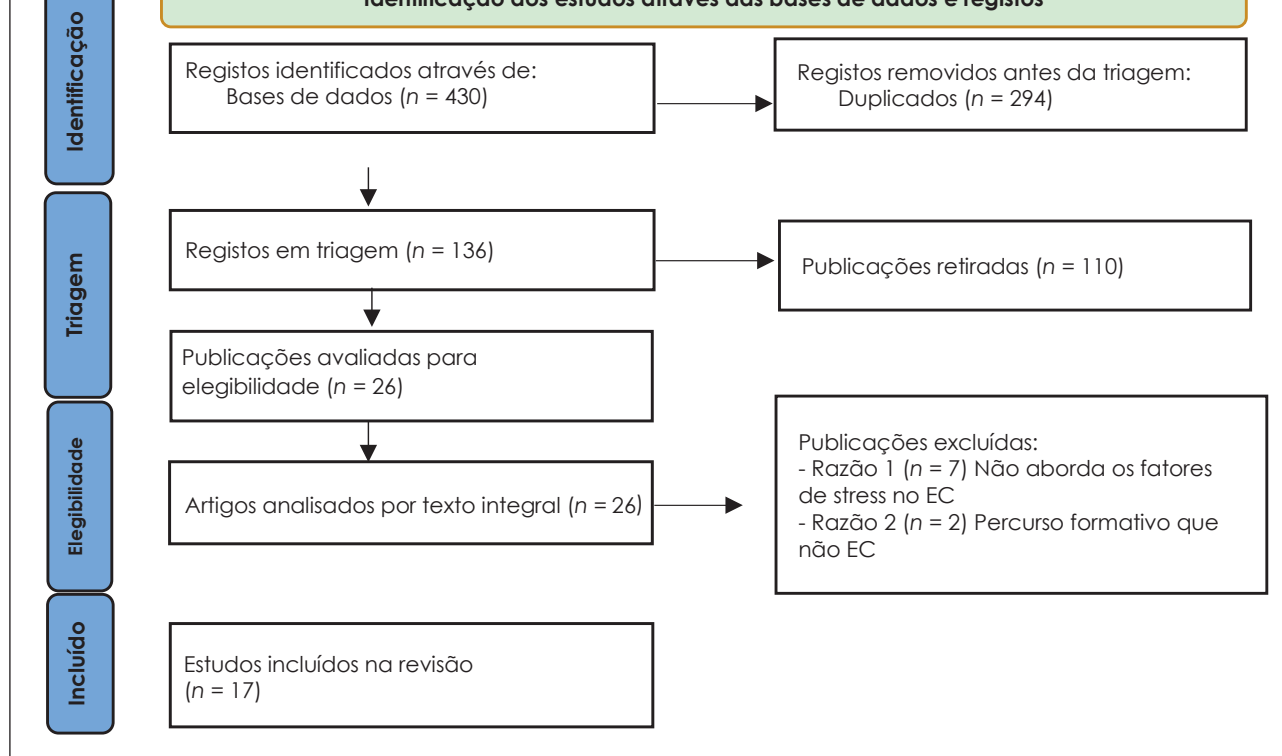 Identificação dos estudos através das bases de dados e registos
Identificação
Registos identificados através de:
Bases de dados (n = 430)
Registos removidos antes da triagem:
Duplicados (n = 294)
Triagem
Registos em triagem (n = 136)
Publicações retiradas (n = 110)
Publicações avaliadas para
elegibilidade (n = 26)
Elegibilidade
Artigos analisados por texto integral (n = 26)
Publicações excluídas:
- Razão 1 (n = 7) Não aborda os fatores
de stress no EC
- Razão 2 (n = 2) Percurso formativo que
não EC
Incluído
Estudos incluídos na revisão
(n = 17)